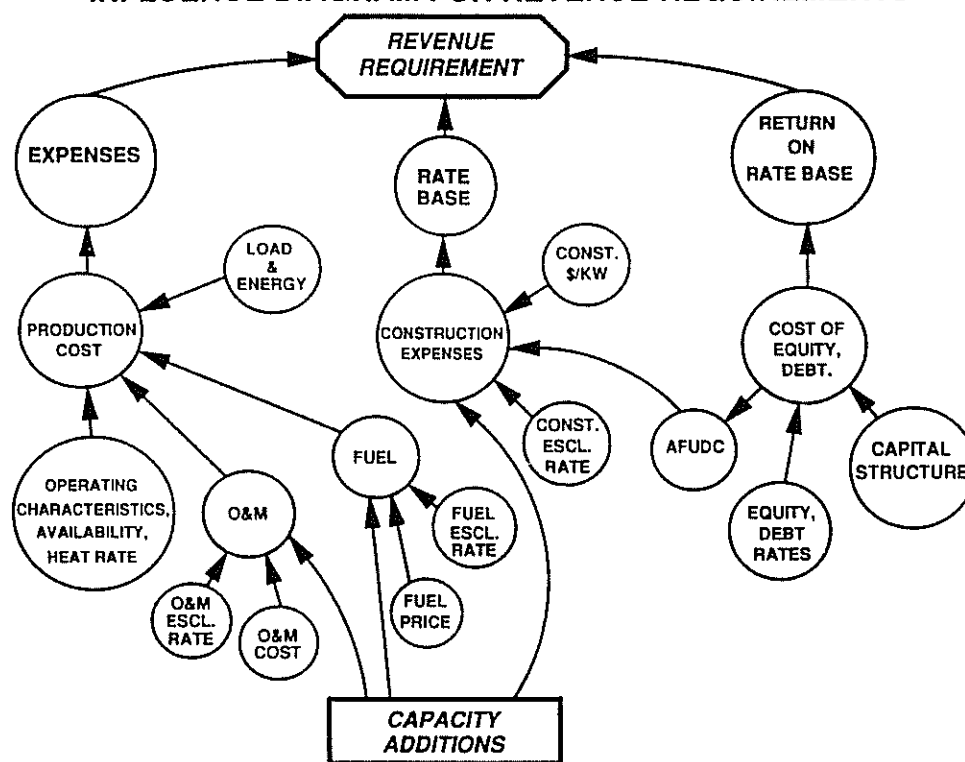 REVENUE
REQUIREMENT
EXPENSES
RATE
BASE
RETURN
ON
RATE BASE
LOAD
&
ENERGY
CONST.
$/KW
PRODUCTION
COST
CONSTRUCTION
EXPENSES
COST OF
EQUITY,
DEBT.
OPERATING
CHARACTERISTICS,
AVAILABILITY,
HEAT RATE
O&M
FUEL
CONST.
ESCL.
RATE
AFUDC
CAPITAL
STRUCTURE
FUEL
ESCL.
RATE
EQUITY,
DEBT
RATES
O&M
ESCL.
RATE
O&M
COST
FUEL
PRICE
CAPACITY
ADDITIONS